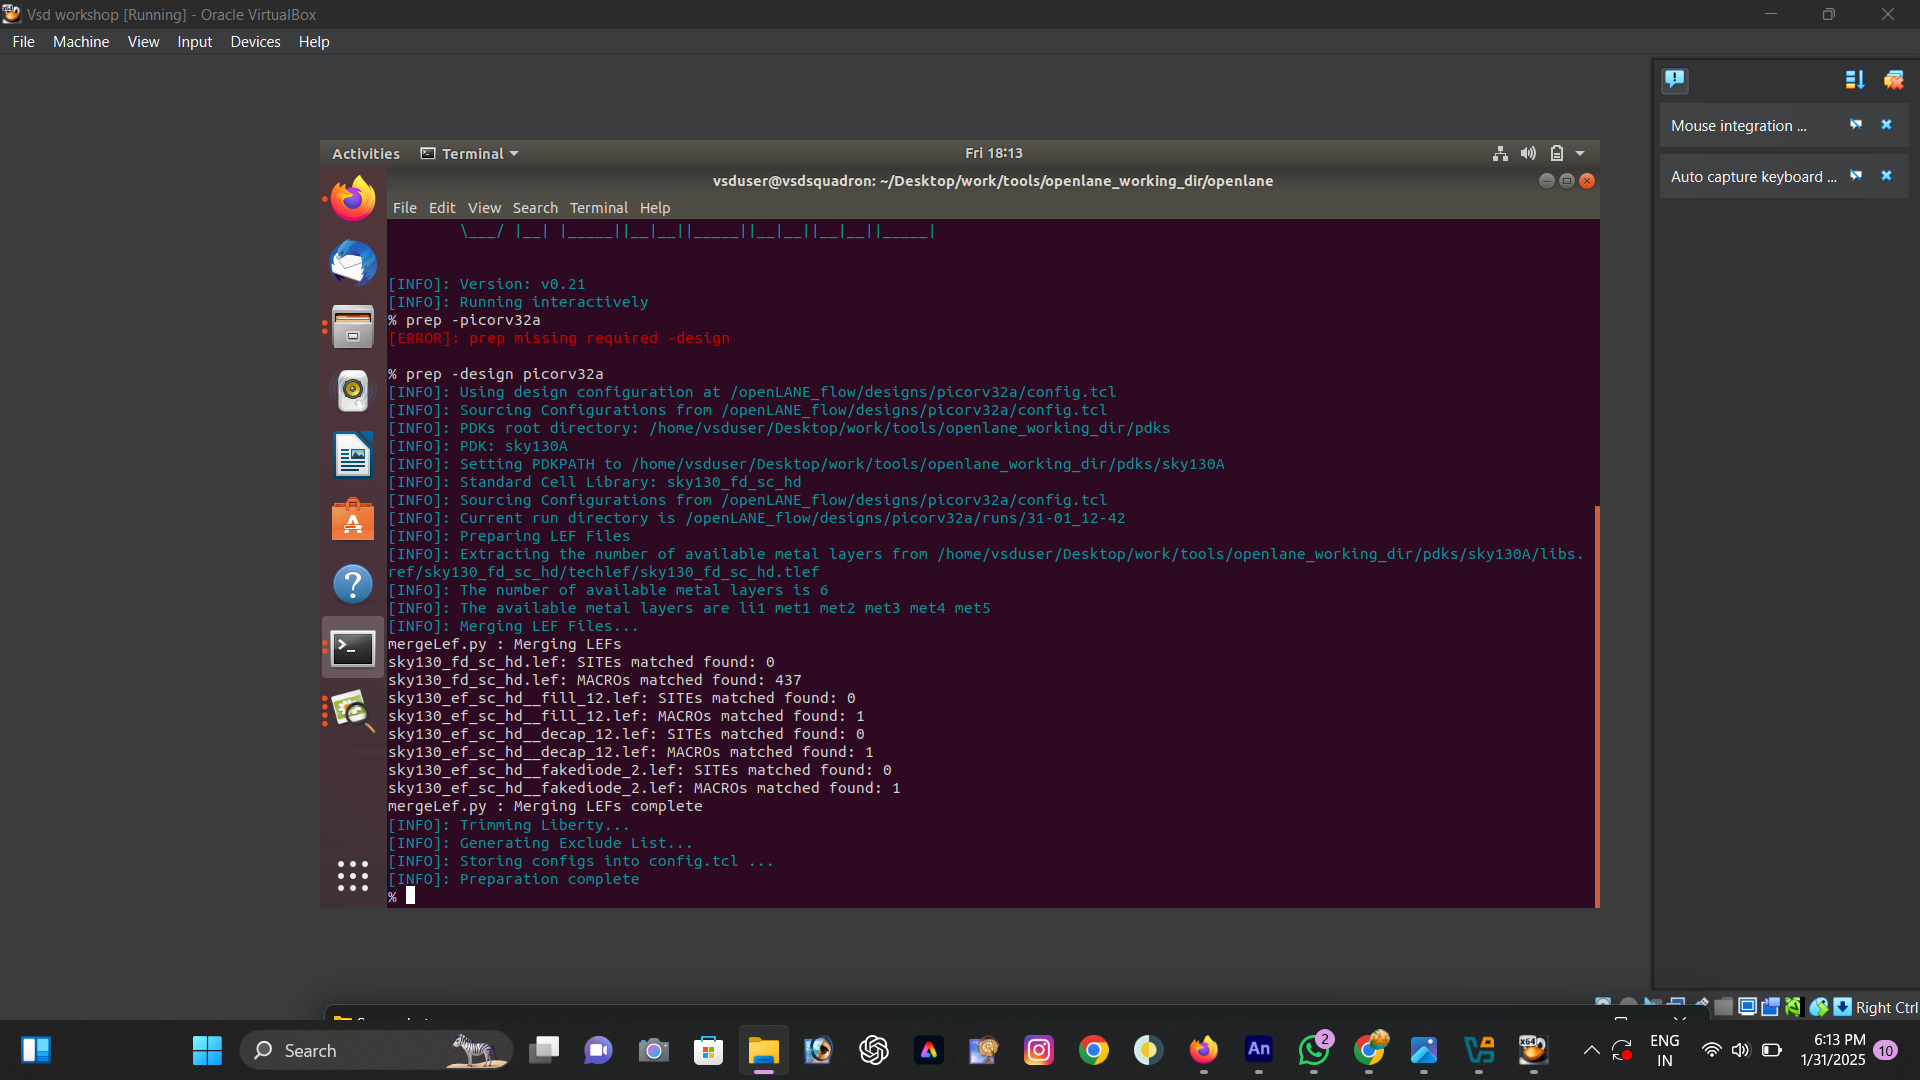 Vsd workshop [Running] - Oracle VirtualBox
File Machine View Input Devices Help
Mouse integration ...
Auto capture keyboard ...
Activities Terminal Fri 18:13
vsduser@vsdsquadron: ~/Desktop/work/tools/openlane_working_dir/openlane
File Edit View Search Terminal Help
\___/ |__| |_____||__|__||_____||__|__||__|__||_____|
[INFO]: Version: v0.21
[INFO]: Running interactively
% prep -picorv32a
[ERROR]: prep missing required -design
% prep -design picorv32a
[INFO]: Using design configuration at /openLANE_flow/designs/picorv32a/config.tcl
[INFO]: Sourcing Configurations from /openLANE_flow/designs/picorv32a/config.tcl
[INFO]: PDKs root directory: /home/vsduser/Desktop/work/tools/openlane_working_dir/pdks
[INFO]: PDK: sky130A
[INFO]: Setting PDKPATH to /home/vsduser/Desktop/work/tools/openlane_working_dir/pdks/sky130A
[INFO]: Standard Cell Library: sky130_fd_sc_hd
[INFO]: Sourcing Configurations from /openLANE_flow/designs/picorv32a/config.tcl
[INFO]: Current run directory is /openLANE_flow/designs/picorv32a/runs/31-01_12-42
[INFO]: Preparing LEF Files
[INFO]: Extracting the number of available metal layers from /home/vsduser/Desktop/work/tools/openlane_working_dir/pdks/sky130A/libs.
ref/sky130_fd_sc_hd/techlef/sky130_fd_sc_hd.tlef
[INFO]: The number of available metal layers is 6
[INFO]: The available metal layers are li1 met1 met2 met3 met4 met5
[INFO]: Merging LEF Files...
mergeLef.py : Merging LEFs
sky130_fd_sc_hd.lef: SITEs matched found: 0
sky130_fd_sc_hd.lef: MACROs matched found: 437
sky130_ef_sc_hd__fill_12.lef: SITEs matched found: 0
sky130_ef_sc_hd__fill_12.lef: MACROs matched found: 1
sky130_ef_sc_hd__decap_12.lef: SITEs matched found: 0
sky130_ef_sc_hd__decap_12.lef: MACROs matched found: 1
sky130_ef_sc_hd__fakediode_2.lef: SITEs matched found: 0
sky130_ef_sc_hd__fakediode_2.lef: MACROs matched found: 1
mergeLef.py : Merging LEFs complete
[INFO]: Trimming Liberty...
[INFO]: Generating Exclude List...
[INFO]: Storing configs into config.tcl ...
[INFO]: Preparation complete
%
Right Ctrl
Search
An
2
ENG
IN
6:13 PM
1/31/2025
10